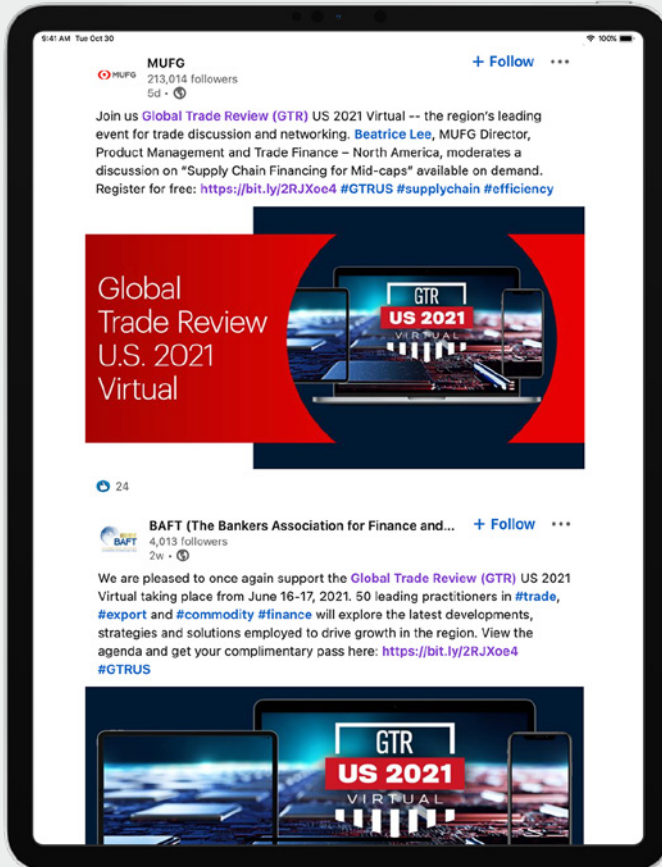 9:41 AM Tue Oct 30
100%
MUFG
MUFG
+ Follow
213,014 followers
5d •
Join us Global Trade Review (GTR) US 2021 Virtual -- the region's leading
event for trade discussion and networking. Beatrice Lee, MUFG Director,
Product Management and Trade Finance – North America, moderates a
discussion on "Supply Chain Financing for Mid-caps" available on demand.
Register for free: https://bit.ly/2RJXoe4 #GTRUS #supplychain #efficiency
Global
Trade Review
U.S. 2021
Virtual
GTR
US 2021
VIRTUAL
24
BAFT
BAFT (The Bankers Association for Finance and...
+ Follow
4,013 followers
2w •
We are pleased to once again support the Global Trade Review (GTR) US 2021
Virtual taking place from June 16-17, 2021. 50 leading practitioners in #trade,
#export and #commodity #finance will explore the latest developments,
strategies and solutions employed to drive growth in the region. View the
agenda and get your complimentary pass here: https://bit.ly/2RJXoe4
#GTRUS
GTR
US 2021
VIRTUAL